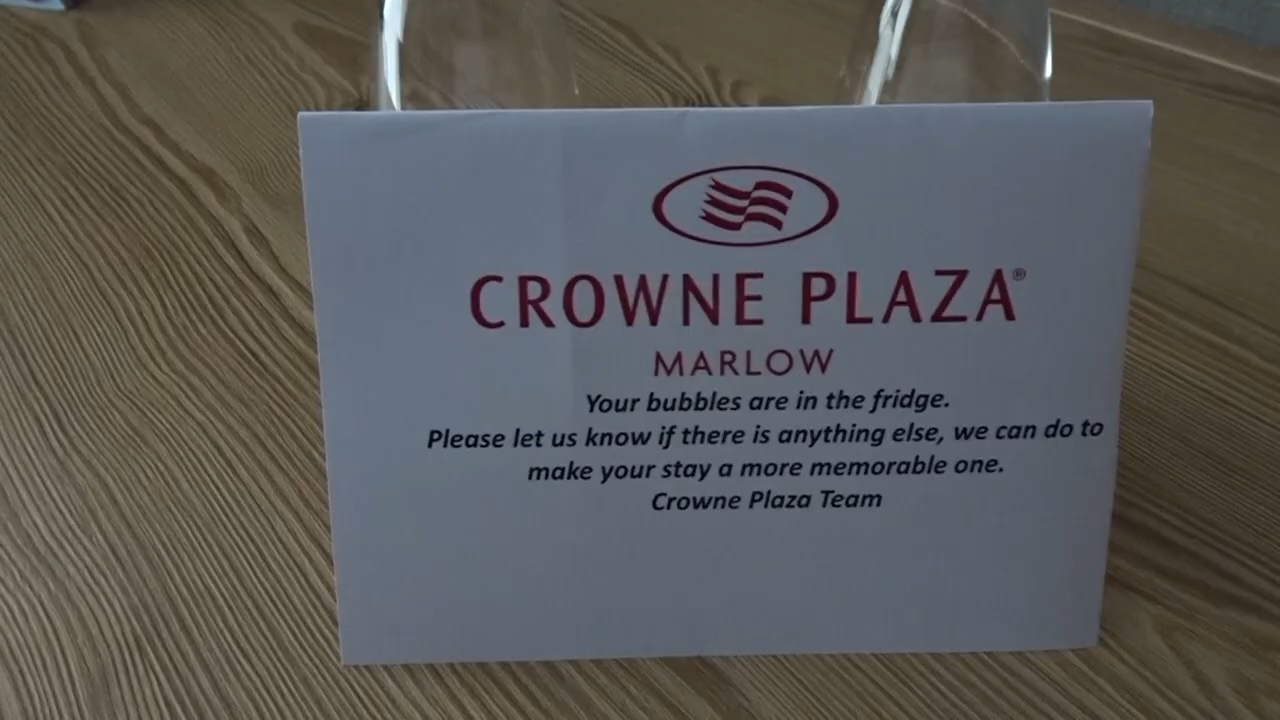 CROWNE PLAZA®
MARLOW
Your bubbles are in the fridge.
Please let us know if there is anything else, we can do to
make your stay a more memorable one.
Crowne Plaza Team